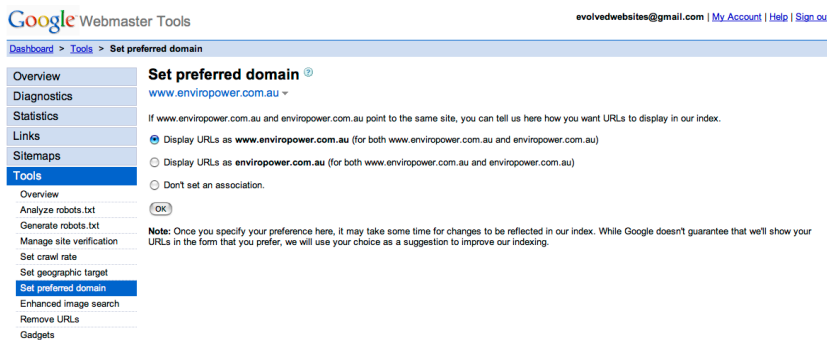 Google Webmaster Tools
evolvedwebsites@gmail.com | My Account | Help | Sign ou
Dashboard > Tools > Set preferred domain
Overview
Diagnostics
Statistics
Links
Sitemaps
Tools
Overview
Analyze robots.txt
Generate robots.txt
Manage site verification
Set crawl rate
Set geographic target
Set preferred domain
Enhanced image search
Remove URLs
Gadgets
Set preferred domain ?
www.enviropower.com.au
If www.enviropower.com.au and enviropower.com.au point to the same site, you can tell us here how you want URLs to display in our index.
Display URLs as www.enviropower.com.au (for both www.enviropower.com.au and enviropower.com.au)
Display URLs as enviropower.com.au (for both www.enviropower.com.au and enviropower.com.au)
Don't set an association.
OK
Note: Once you specify your preference here, it may take some time for changes to be reflected in our index. While Google doesn't guarantee that we'll show your
URLs in the form that you prefer, we will use your choice as a suggestion to improve our indexing.